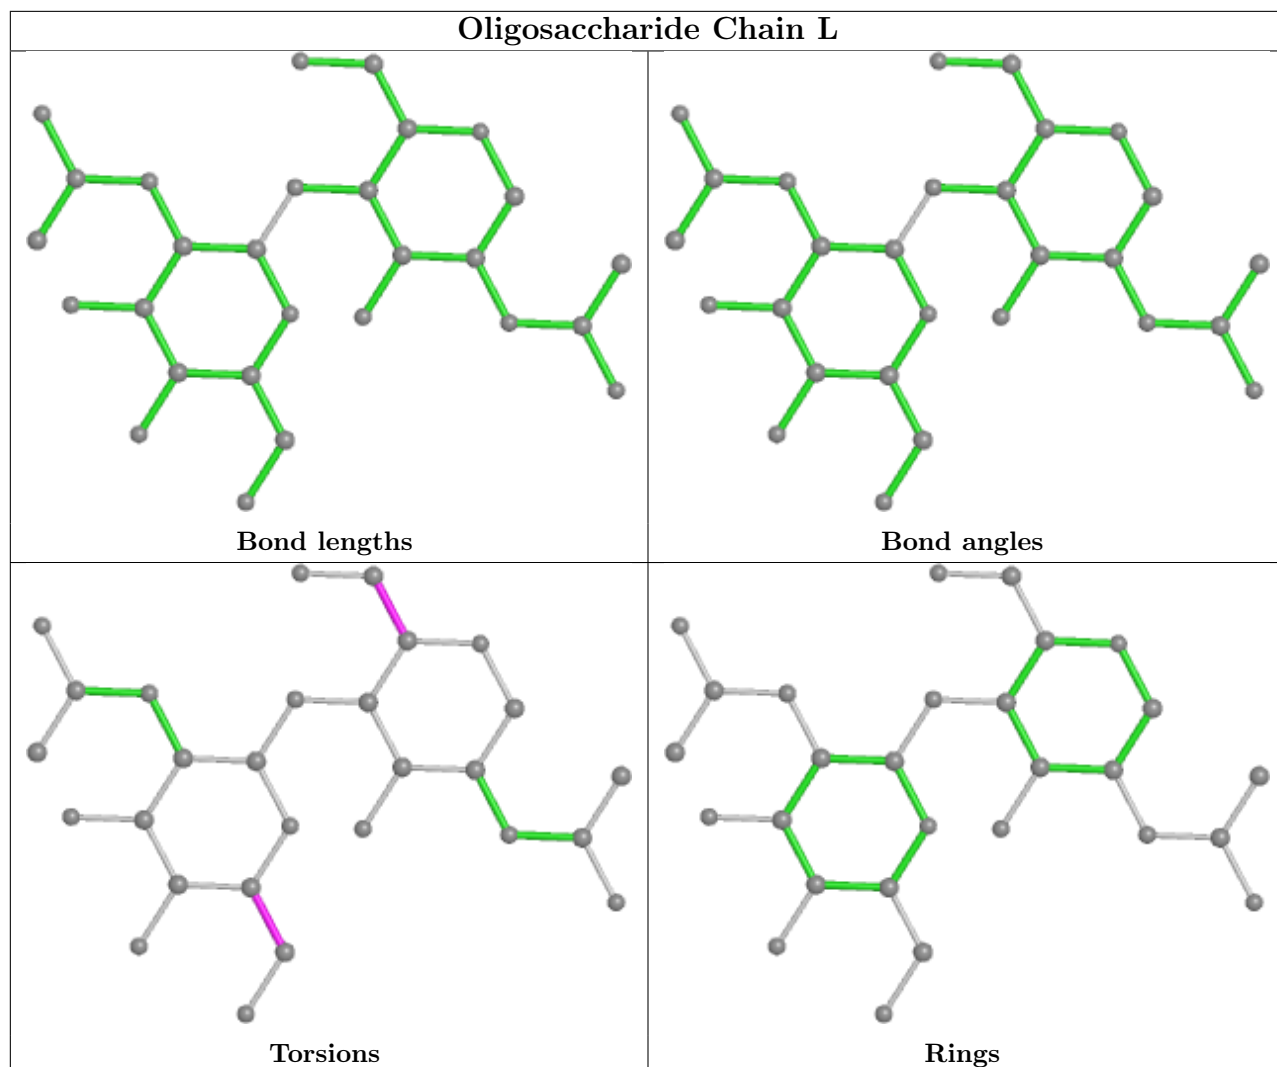 Oligosaccharide Chain L
Bond lengths
Bond angles
Torsions
Rings